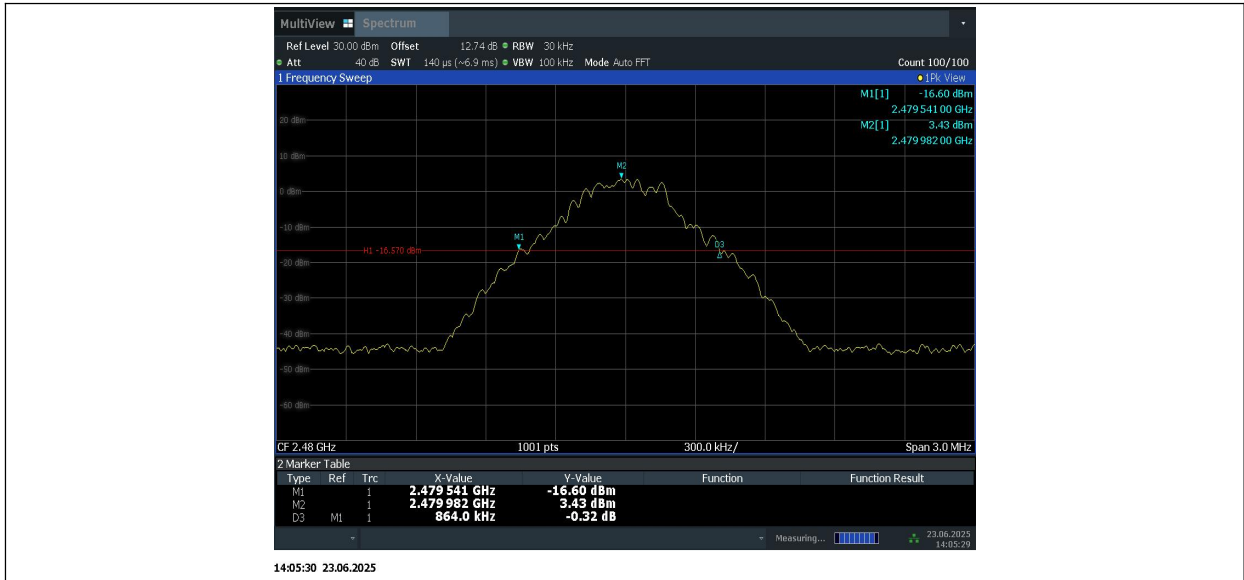 MultiView Spectrum
Ref Level 30.00 dBm Offset 12.74 dB RBW 30 kHz
Att 40 dB SWT 140 µs (~6.9 ms) VBW 100 kHz Mode Auto FFT Count 100/100
1 Frequency Sweep 1Pk View
M1[1] -16.60 dBm
2.479 541 00 GHz
M2[1] 3.43 dBm
2.479 982 00 GHz
20 dBm
10 dBm
M2
0 dBm
-10 dBm
M1
D3
H1 -16.570 dBm
-20 dBm
-30 dBm
-40 dBm
-50 dBm
-60 dBm
CF 2.48 GHz 1001 pts 300.0 kHz/ Span 3.0 MHz
2 Marker Table
Type Ref Trc X-Value Y-Value Function Function Result
M1 1 2.479 541 GHz -16.60 dBm
M2 1 2.479 982 GHz 3.43 dBm
D3 M1 1 864.0 kHz -0.32 dB
Measuring... 23.06.2025
14:05:29
14:05:30 23.06.2025